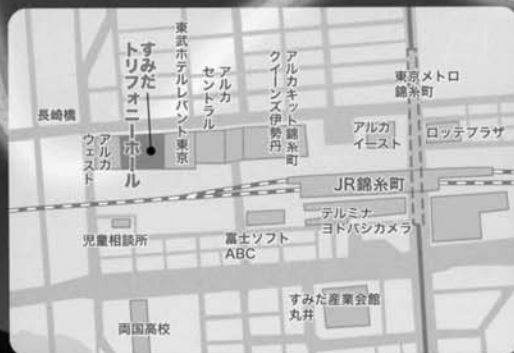 長崎橋
アルカ
ウェスト
すみだ
トリフォニーホール
東武ホテルレバント東京
アルカ
セントラル
アルカキット錦糸町
クイーンズ伊勢丹
アルカ
イースト
東京メトロ
錦糸町
ロッテプラザ
JR錦糸町
児童相談所
富士ソフト
ABC
テルミナ
ヨドバシカメラ
両国高校
すみだ産業会館
丸井